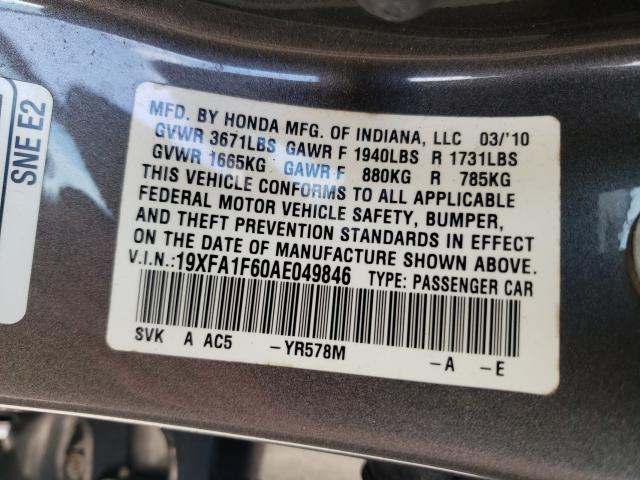 SNE E2
MFD. BY HONDA MFG. OF INDIANA, LLC 03/'10
GVWR 3671LBS GAWR F 1940LBS R 1731LBS
GVWR 1665KG GAWR F 880KG R 785KG
THIS VEHICLE CONFORMS TO ALL APPLICABLE
FEDERAL MOTOR VEHICLE SAFETY, BUMPER,
AND THEFT PREVENTION STANDARDS IN EFFECT
ON THE DATE OF MANUFACTURE SHOWN ABOVE.
V.I.N.:19XFA1F60AE049846 TYPE: PASSENGER CAR
SVK A AC5 -YR578M -A -E